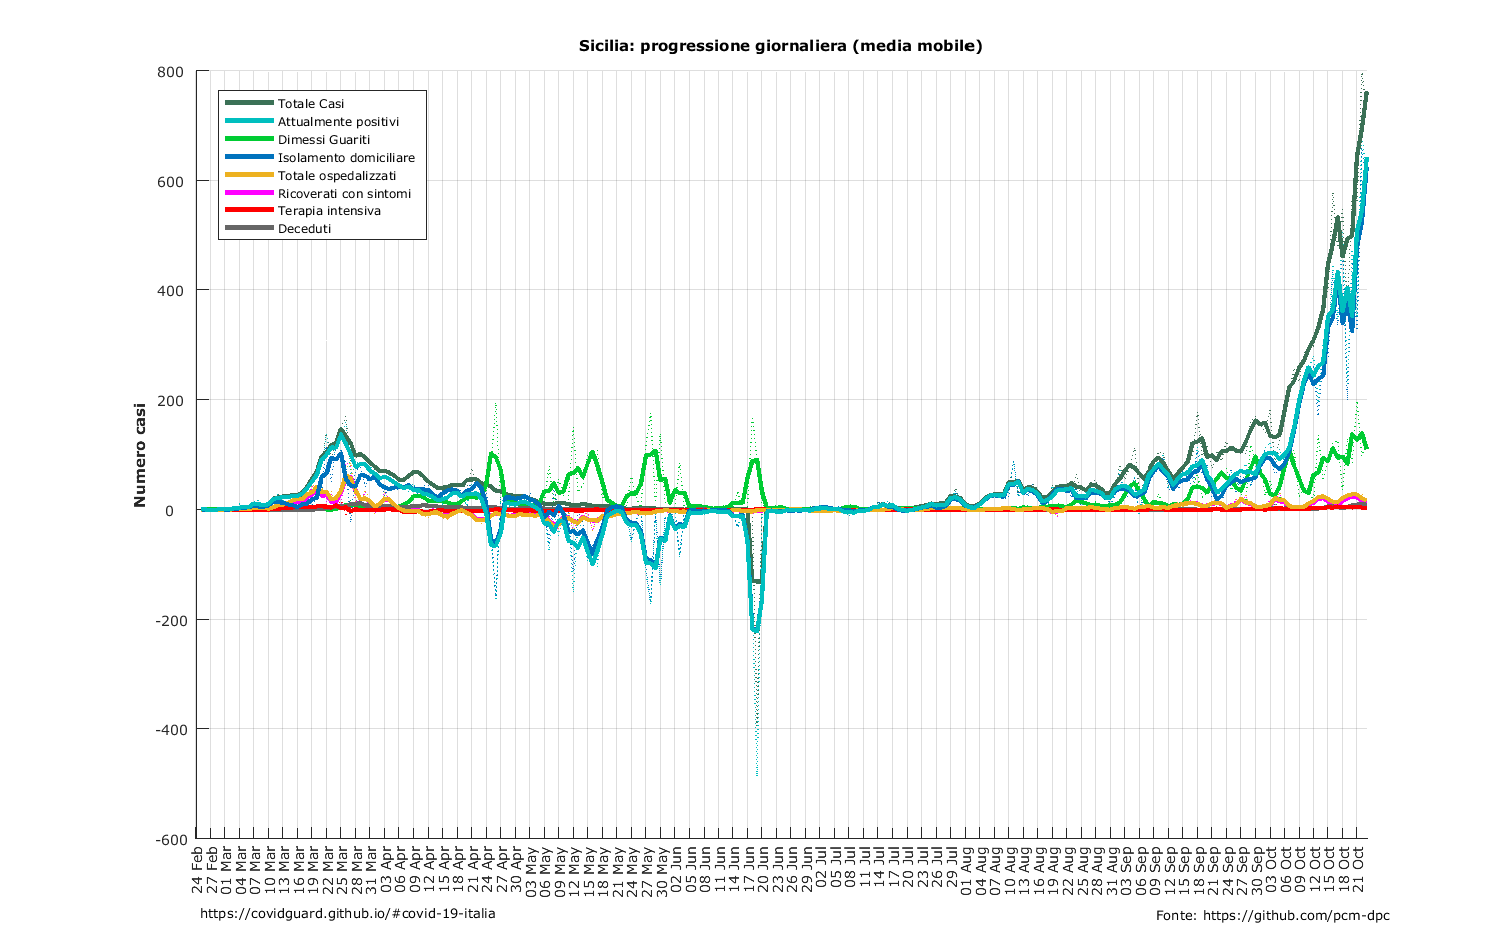 Sicilia: progressione giornaliera (media mobile)
800
600
400
200
0
-200
-400
-600
Numero casi
Totale Casi
Attualmente positivi
Dimessi Guariti
Isolamento domiciliare
Totale ospedalizzati
Ricoverati con sintomi
Terapia intensiva
Deceduti
24 Feb
27 Feb
01 Mar
04 Mar
07 Mar
10 Mar
13 Mar
16 Mar
19 Mar
22 Mar
25 Mar
28 Mar
31 Mar
03 Apr
06 Apr
09 Apr
12 Apr
15 Apr
18 Apr
21 Apr
24 Apr
27 Apr
30 Apr
03 May
06 May
09 May
12 May
15 May
18 May
21 May
24 May
27 May
30 May
02 Jun
05 Jun
08 Jun
11 Jun
14 Jun
17 Jun
20 Jun
23 Jun
26 Jun
29 Jun
02 Jul
05 Jul
08 Jul
11 Jul
14 Jul
17 Jul
20 Jul
23 Jul
26 Jul
29 Jul
01 Aug
04 Aug
07 Aug
10 Aug
13 Aug
16 Aug
19 Aug
22 Aug
25 Aug
28 Aug
31 Aug
03 Sep
06 Sep
09 Sep
12 Sep
15 Sep
18 Sep
21 Sep
24 Sep
27 Sep
30 Sep
03 Oct
06 Oct
09 Oct
12 Oct
15 Oct
18 Oct
21 Oct
https://covidguard.github.io/#covid-19-italia
Fonte: https://github.com/pcm-dpc